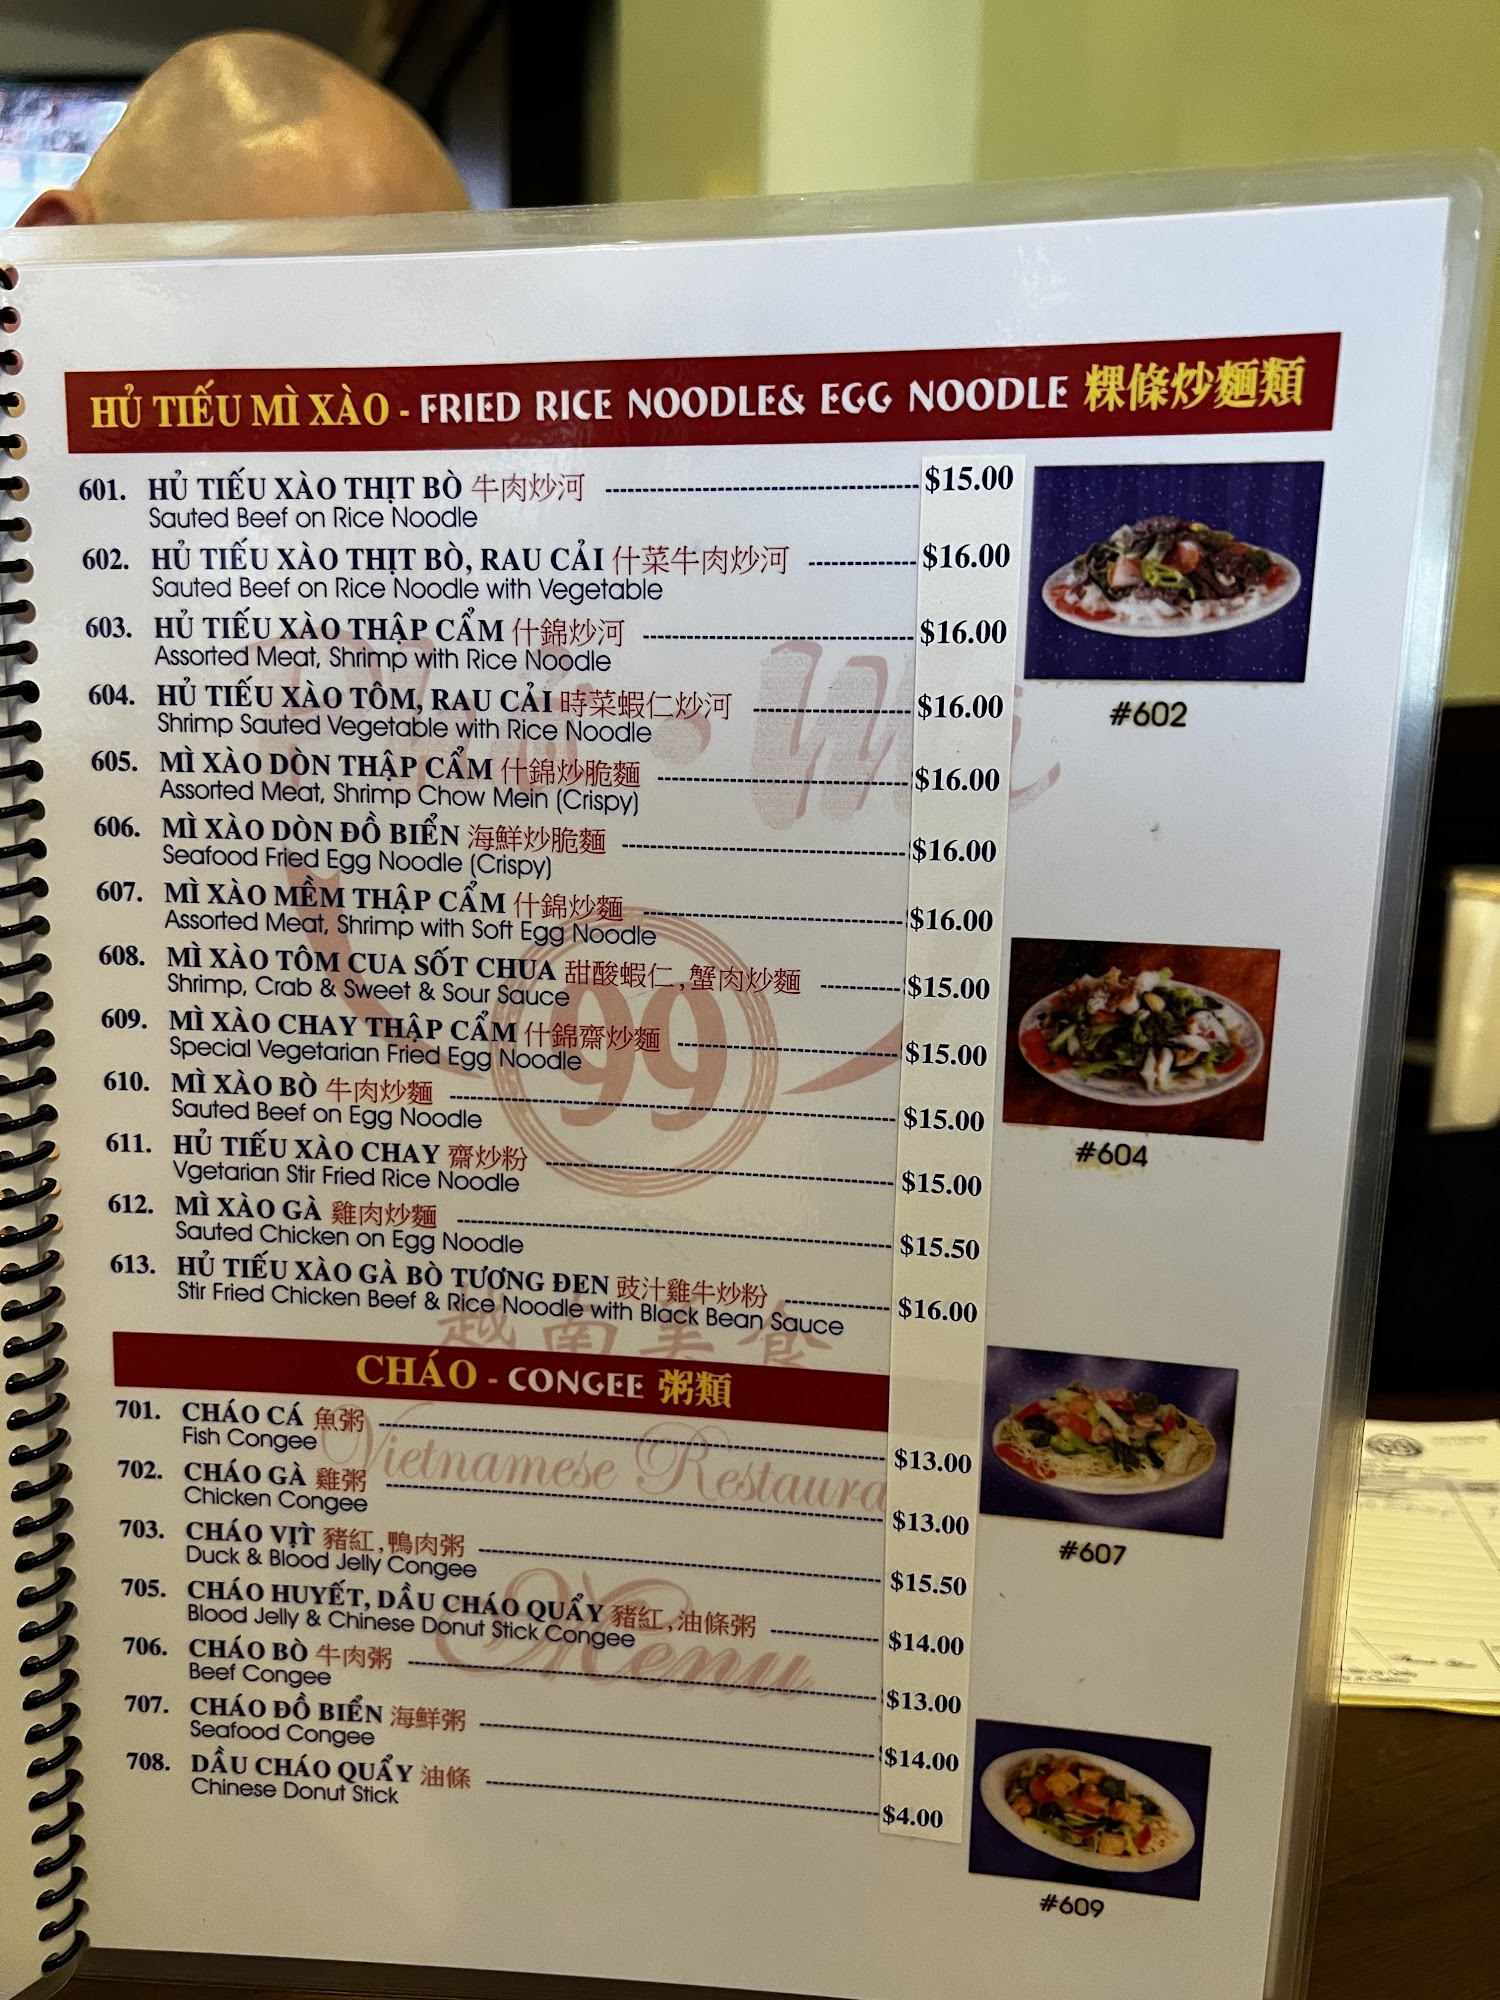 HỦ TIẾU MÌ XÀO - FRIED RICE NOODLE& EGG NOODLE 粿條炒麵類
601. HỦ TIẾU XÀO THỊT BÒ 牛肉炒河 $15.00
Sauted Beef on Rice Noodle
602. HỦ TIẾU XÀO THỊT BÒ, RAU CẢI 什菜牛肉炒河 $16.00
Sauted Beef on Rice Noodle with Vegetable
603. HỦ TIẾU XÀO THẬP CẨM 什錦炒河 $16.00
Assorted Meat, Shrimp with Rice Noodle
604. HỦ TIẾU XÀO TÔM, RAU CẢI 時菜蝦仁炒河 $16.00
Shrimp Sauted Vegetable with Rice Noodle
605. MÌ XÀO DÒN THẬP CẨM 什錦炒脆麵 $16.00
Assorted Meat, Shrimp Chow Mein (Crispy)
606. MÌ XÀO DÒN ĐỒ BIỂN 海鮮炒脆麵 $16.00
Seafood Fried Egg Noodle (Crispy)
607. MÌ XÀO MỀM THẬP CẨM 什錦炒麵 $16.00
Assorted Meat, Shrimp with Soft Egg Noodle
608. MÌ XÀO TÔM CUA SỐT CHUA 甜酸蝦仁,蟹肉炒麵 $15.00
Shrimp, Crab & Sweet & Sour Sauce
609. MÌ XÀO CHAY THẬP CẨM 什錦齋炒麵 $15.00
Special Vegetarian Fried Egg Noodle
610. MÌ XÀO BÒ 牛肉炒麵 $15.00
Sauted Beef on Egg Noodle
611. HỦ TIẾU XÀO CHAY 齋炒粉 $15.00
Vgetarian Stir Fried Rice Noodle
612. MÌ XÀO GÀ 雞肉炒麵 $15.50
Sauted Chicken on Egg Noodle
613. HỦ TIẾU XÀO GÀ BÒ TƯƠNG ĐEN 豉汁雞牛炒粉 $16.00
Stir Fried Chicken Beef & Rice Noodle with Black Bean Sauce
99
越南美食
Vietnamese Restaura
Menu
CHÁO - CONGEE 粥類
701. CHÁO CÁ 魚粥 $13.00
Fish Congee
702. CHÁO GÀ 雞粥 $13.00
Chicken Congee
703. CHÁO VỊT 豬紅,鴨肉粥 $15.50
Duck & Blood Jelly Congee
705. CHÁO HUYẾT, DẦU CHÁO QUẨY 豬紅,油條粥 $14.00
Blood Jelly & Chinese Donut Stick Congee
706. CHÁO BÒ 牛肉粥 $13.00
Beef Congee
707. CHÁO ĐỒ BIỂN 海鮮粥 $14.00
Seafood Congee
708. DẦU CHÁO QUẨY 油條 $4.00
Chinese Donut Stick
#602
#604
#607
#609